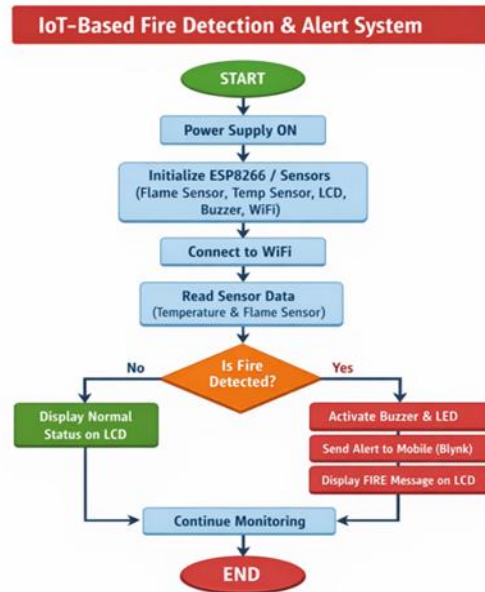 IoT-Based Fire Detection & Alert System
START
Power Supply ON
Initialize ESP8266 / Sensors
(Flame Sensor, Temp Sensor, LCD,
Buzzer, WiFi)
Connect to WiFi
Read Sensor Data
(Temperature & Flame Sensor)
Is Fire
Detected?
No
Yes
Display Normal
Status on LCD
Activate Buzzer & LED
Send Alert to Mobile (Blynk)
Display FIRE Message on LCD
Continue Monitoring
END